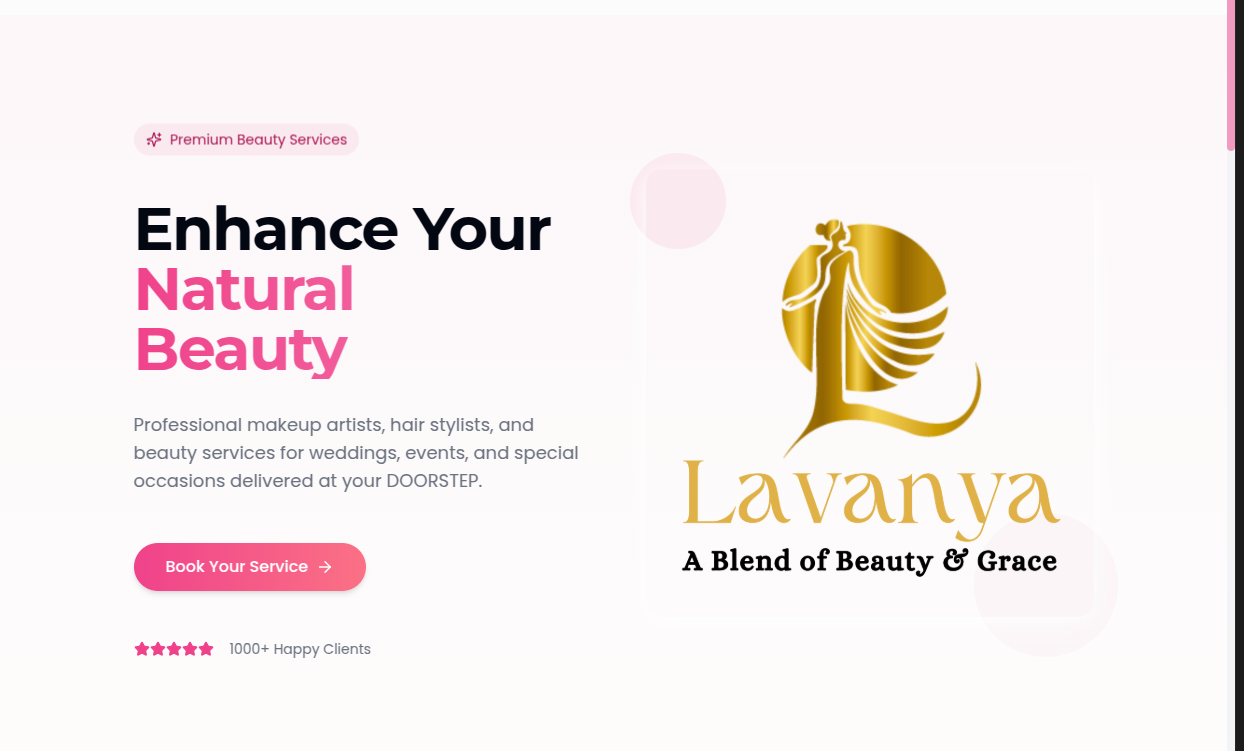 Premium Beauty Services
Enhance Your
Natural
Beauty
Professional makeup artists, hair stylists, and
beauty services for weddings, events, and special
occasions delivered at your DOORSTEP.
Book Your Service
1000+ Happy Clients
Lavanya
A Blend of Beauty & Grace